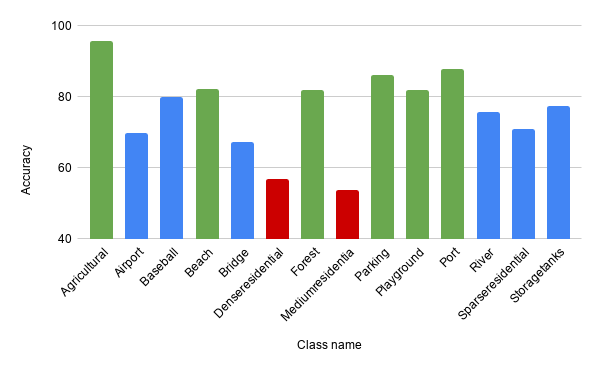 100
80
60
40
Accuracy
Agricultural
Airport
Baseball
Beach
Bridge
Denseresidential
Forest
Mediumresidentia
Parking
Playground
Port
River
Sparseresidential
Storagetanks
Class name